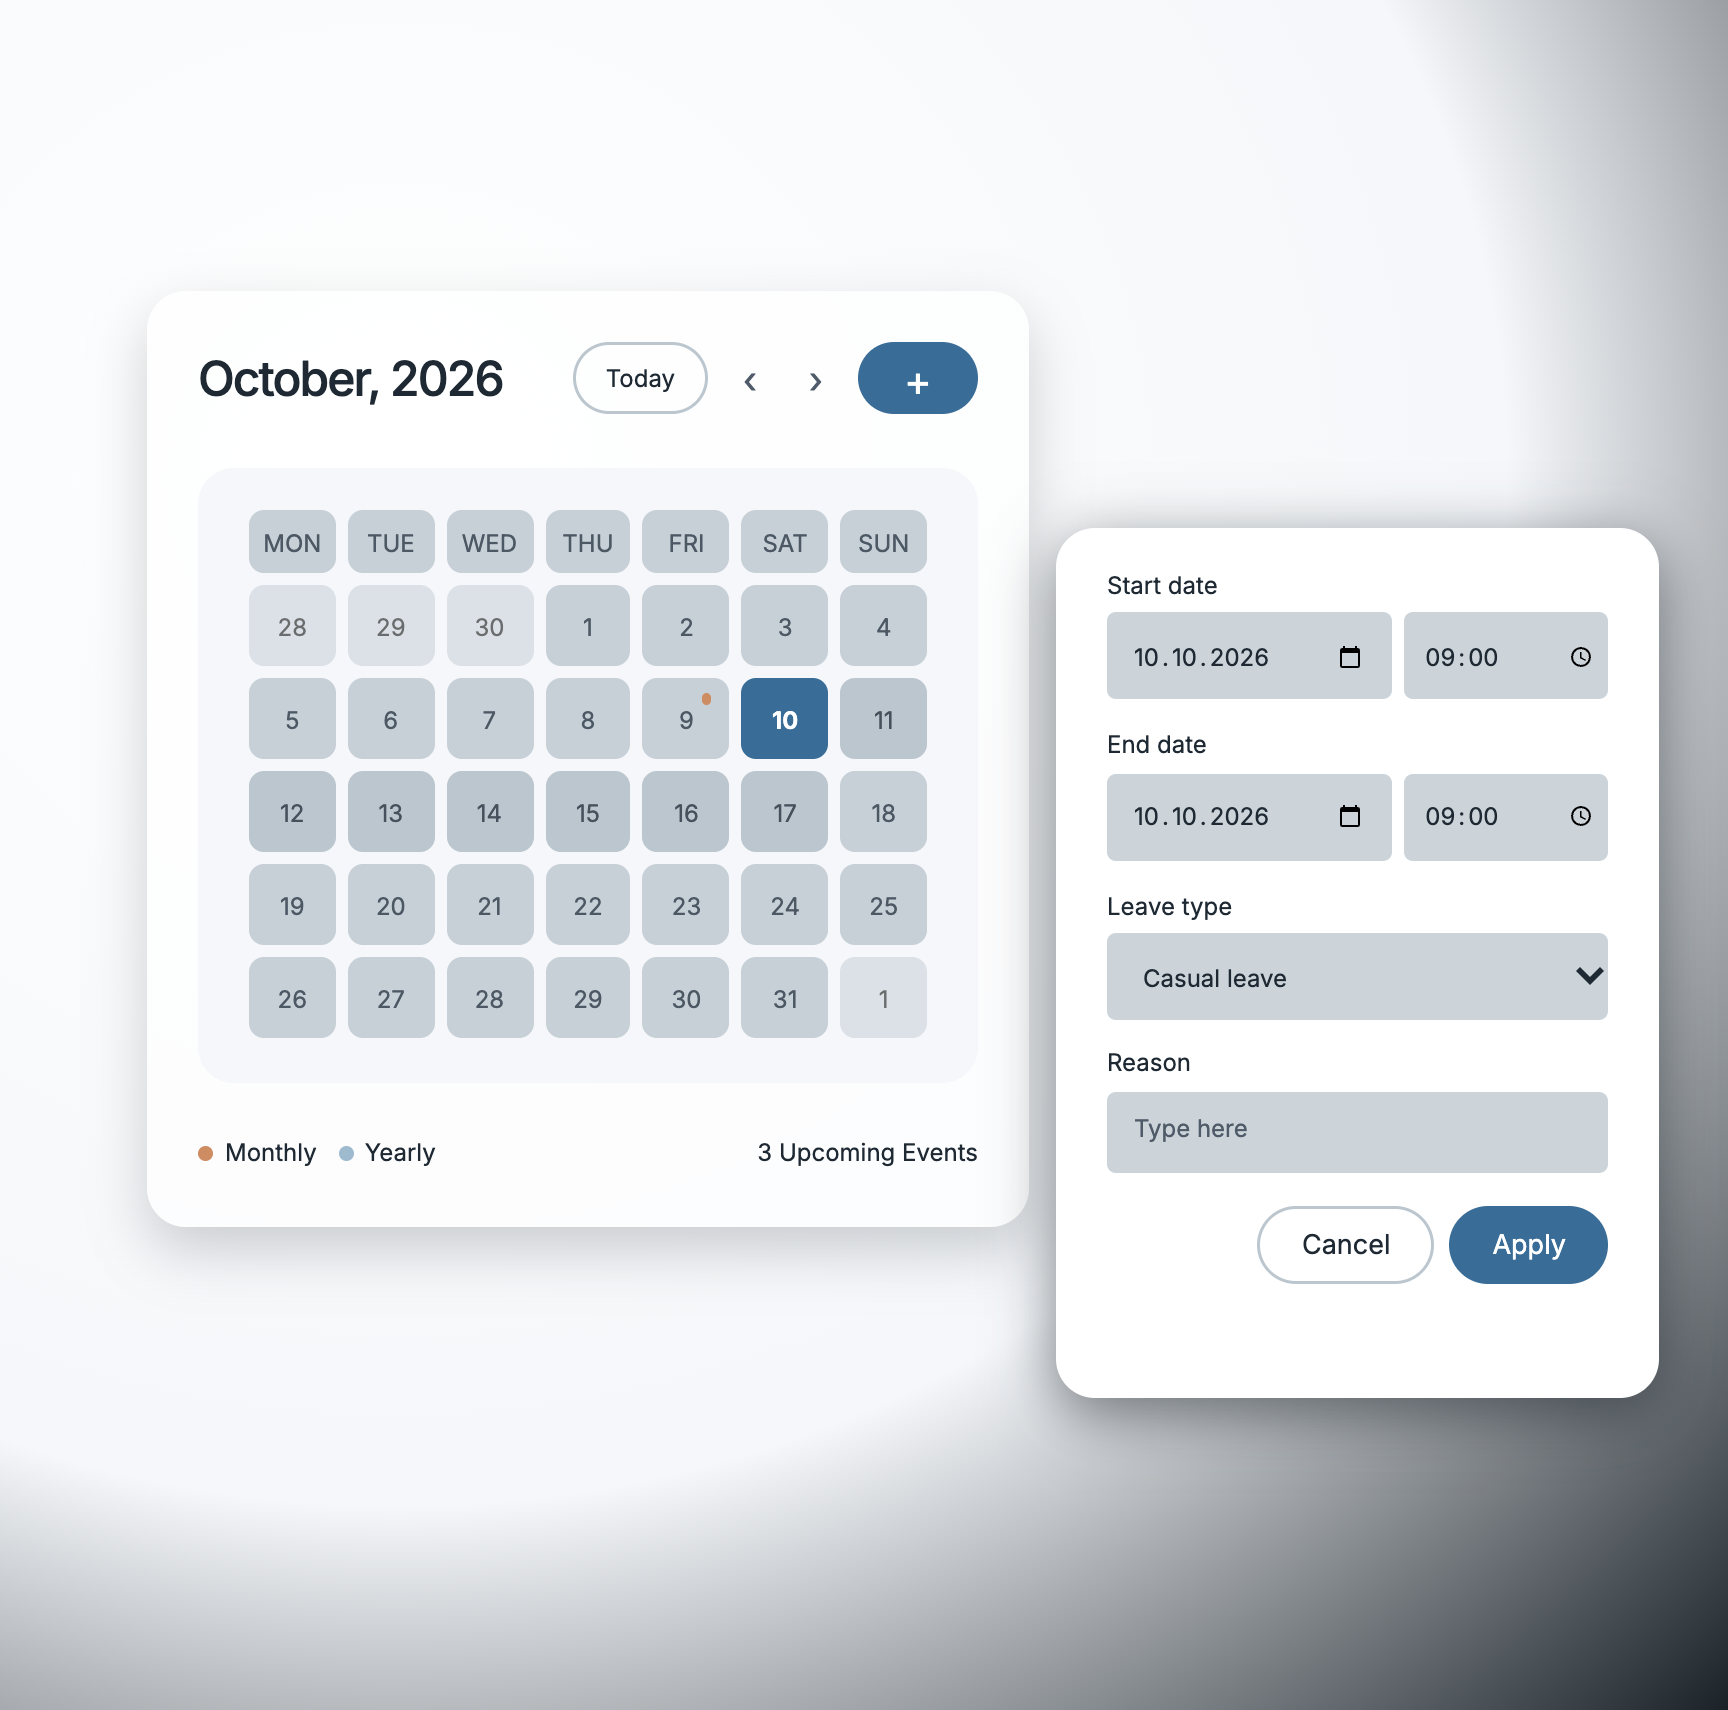 October, 2026
Today ‹ › +
MON TUE WED THU FRI SAT SUN
28 29 30 1 2 3 4
5 6 7 8 9 10 11
12 13 14 15 16 17 18
19 20 21 22 23 24 25
26 27 28 29 30 31 1
Monthly Yearly 3 Upcoming Events
Start date
10.10.2026 09:00
End date
10.10.2026 09:00
Leave type
Casual leave
Reason
Type here
Cancel Apply